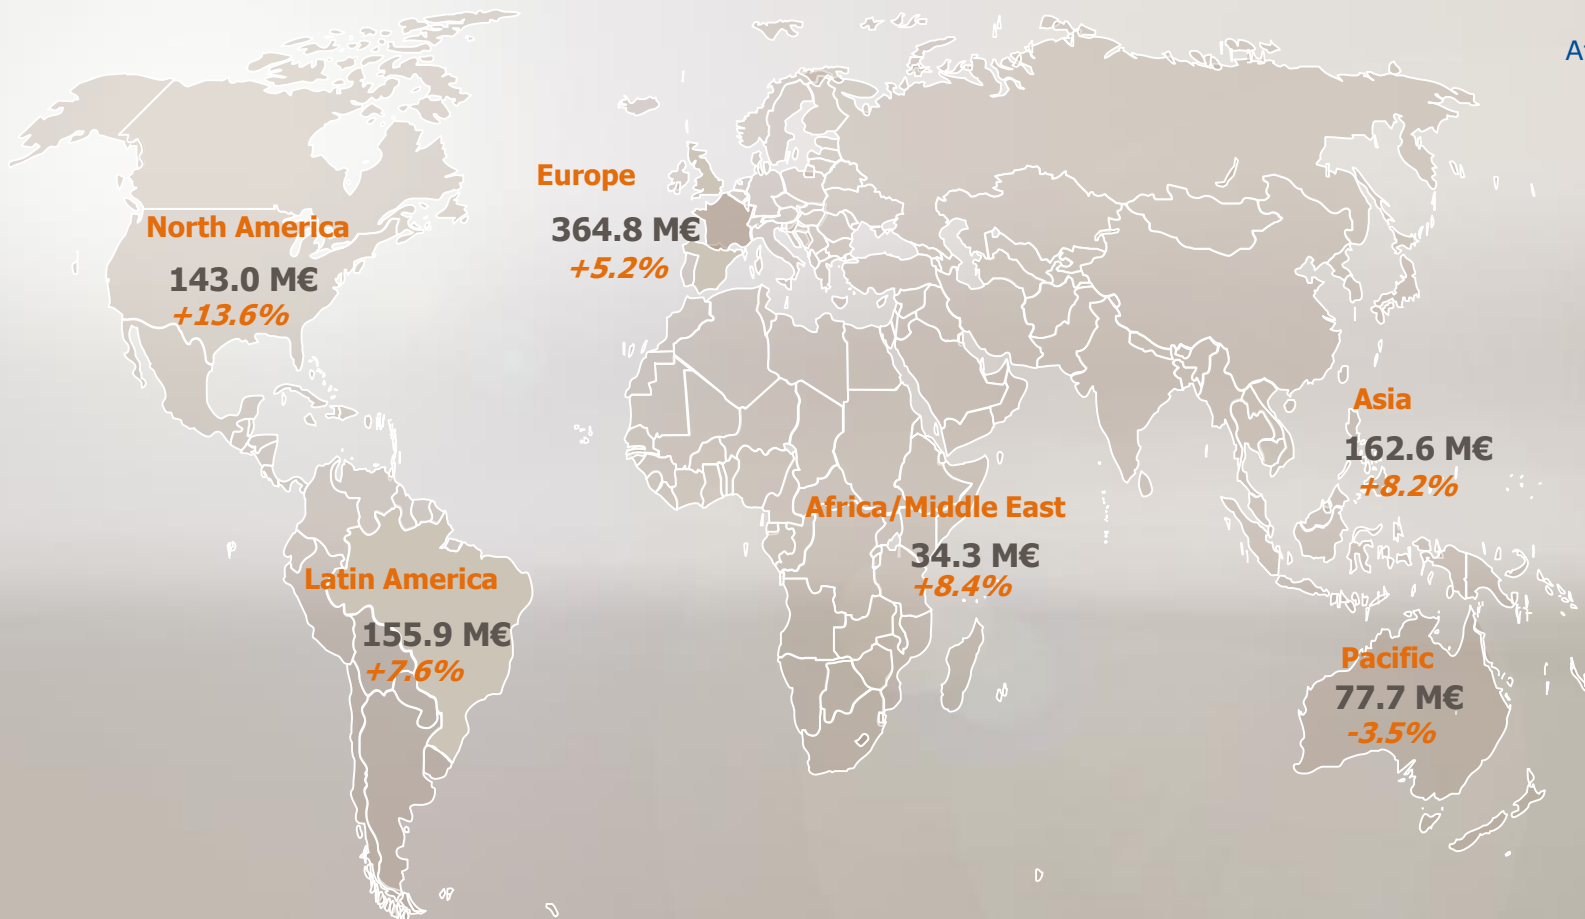 Europe
364.8 M€
+5.2%
North America
143.0 M€
+13.6%
Asia
162.6 M€
+8.2%
Africa/Middle East
34.3 M€
+8.4%
Latin America
155.9 M€
+7.6%
Pacific
77.7 M€
-3.5%